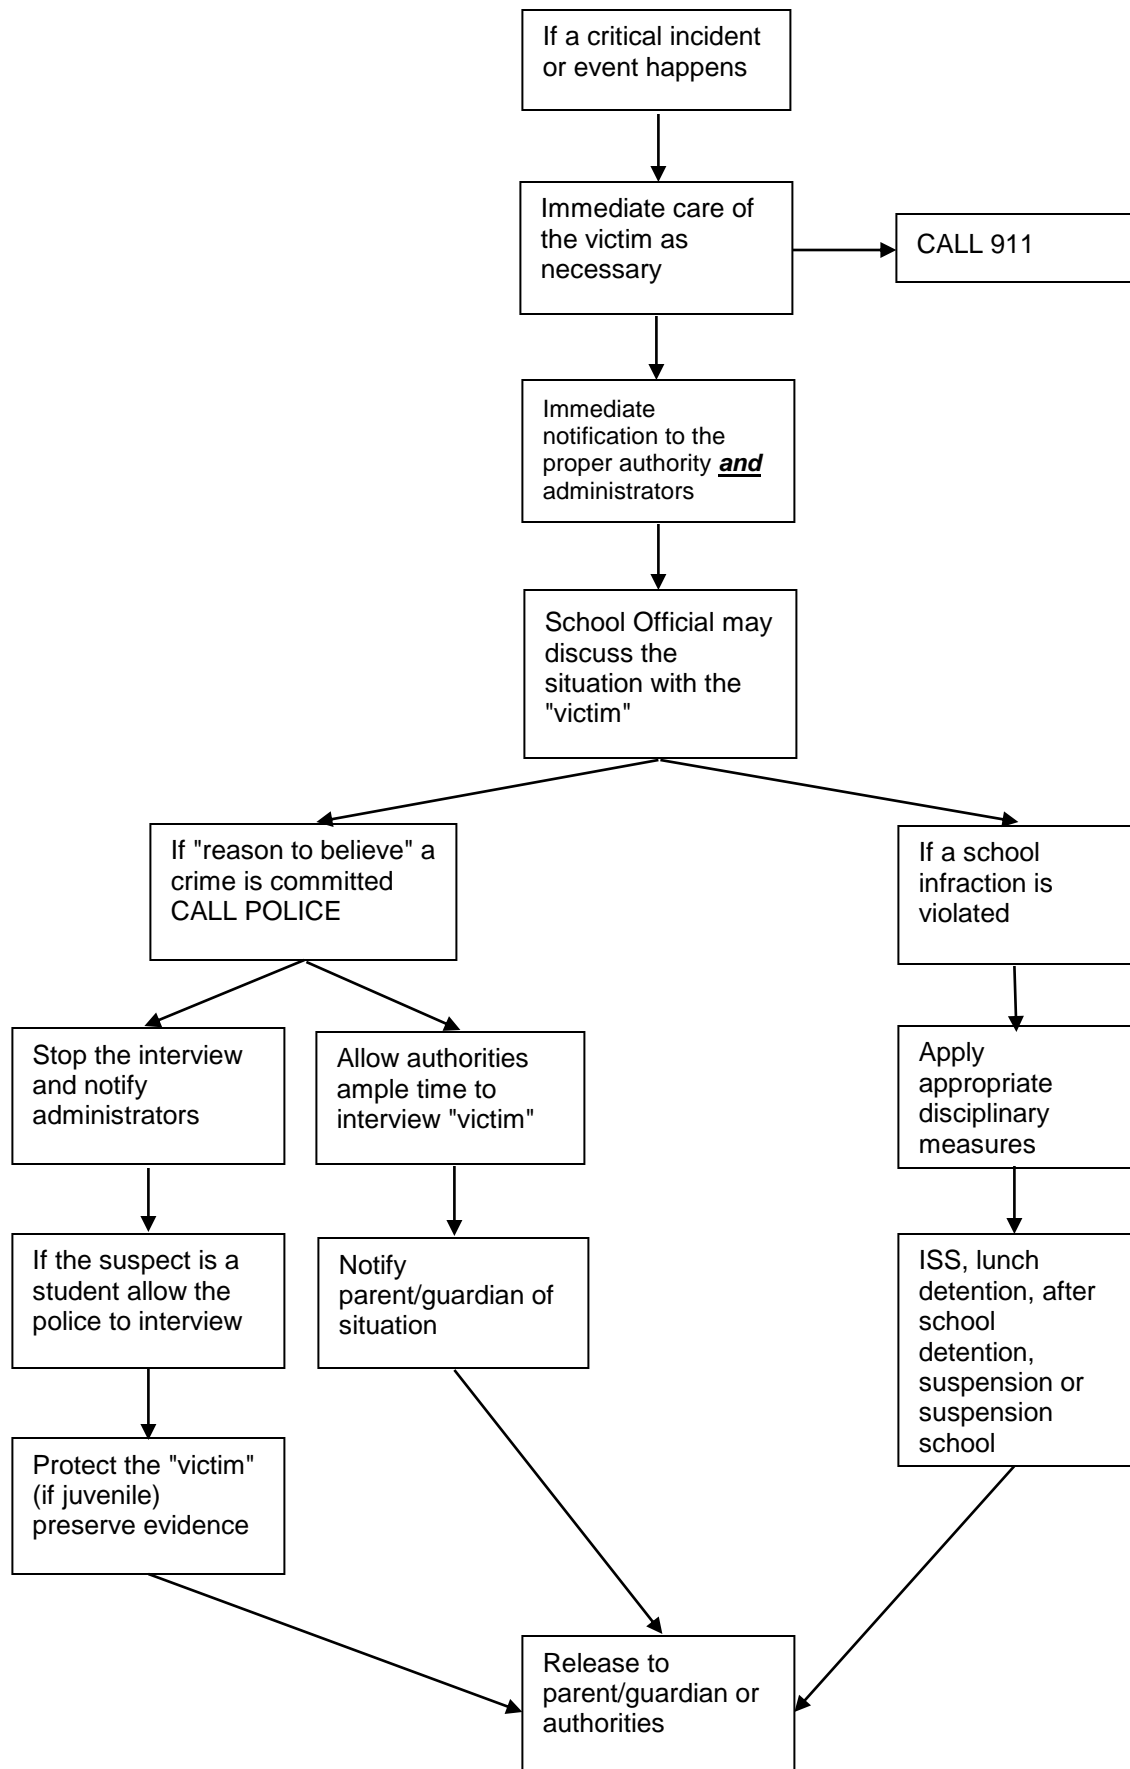 If a critical incident
or event happens
Immediate care of
the victim as
necessary
CALL 911
Immediate
notification to the
proper authority and
administrators
School Official may
discuss the
situation with the
"victim"
If "reason to believe" a
crime is committed
CALL POLICE
If a school
infraction is
violated
Stop the interview
and notify
administrators
Allow authorities
ample time to
interview "victim"
Apply
appropriate
disciplinary
measures
If the suspect is a
student allow the
police to interview
Notify
parent/guardian of
situation
ISS, lunch
detention, after
school
detention,
suspension or
suspension
school
Protect the "victim"
(if juvenile)
preserve evidence
Release to
parent/guardian or
authorities